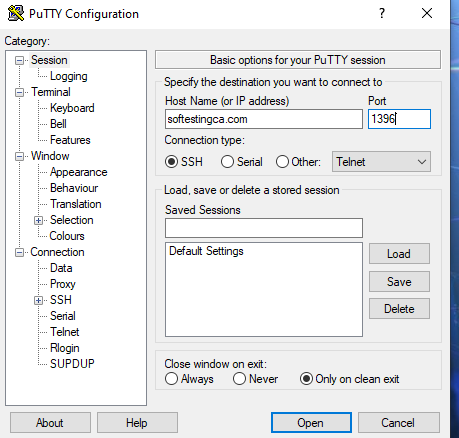 PuTTY Configuration
?
Category:
Session
Logging
Terminal
Keyboard
Bell
Features
Window
Appearance
Behaviour
Translation
Selection
Colours
Connection
Data
Proxy
SSH
Serial
Telnet
Rlogin
SUPDUP
Basic options for your PuTTY session
Specify the destination you want to connect to
Host Name (or IP address) Port
softestingca.com 1396
Connection type:
SSH Serial Other: Telnet
Load, save or delete a stored session
Saved Sessions
Default Settings
Load
Save
Delete
Close window on exit:
Always Never Only on clean exit
About Help Open Cancel